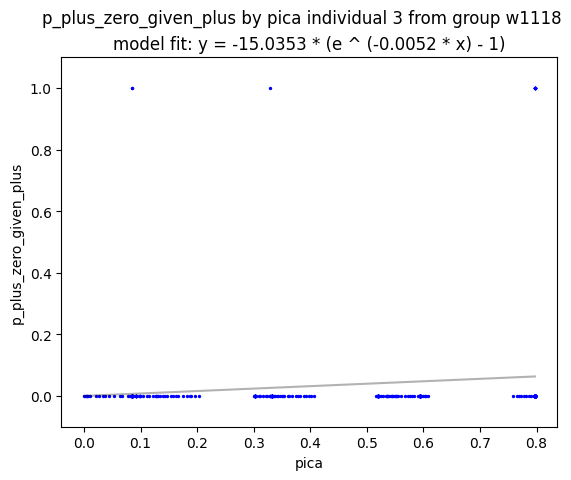 p_plus_zero_given_plus by pica individual 3 from group w1118
model fit: y = -15.0353 * (e ^ (-0.0052 * x) - 1)
1.0
0.8
0.6
0.4
0.2
0.0
p_plus_zero_given_plus
0.0 0.1 0.2 0.3 0.4 0.5 0.6 0.7 0.8
pica